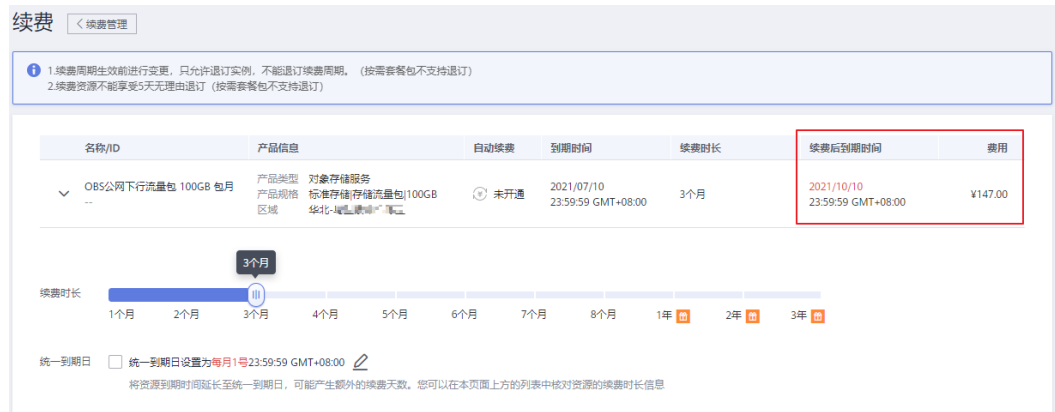 续费 < 续费管理
1.续费周期生效前进行变更，只允许退订实例，不能退订续费周期。（按需套餐包不支持退订）
2.续费资源不能享受5天无理由退订（按需套餐包不支持退订）
名称/ID 产品信息 自动续费 到期时间 续费时长 续费后到期时间 费用
OBS公网下行流量包 100GB 包月
--
产品类型 对象存储服务
产品规格 标准存储|存储流量包|100GB
区域 华北-
未开通
2021/07/10
23:59:59 GMT+08:00
3个月
2021/10/10
23:59:59 GMT+08:00
¥147.00
3个月
续费时长
1个月 2个月 3个月 4个月 5个月 6个月 7个月 8个月 1年 2年 3年
统一到期日 统一到期日设置为每月1号23:59:59 GMT+08:00
将资源到期时间延长至统一到期日，可能产生额外的续费天数。您可以在本页面上方的列表中核对资源的续费时长信息